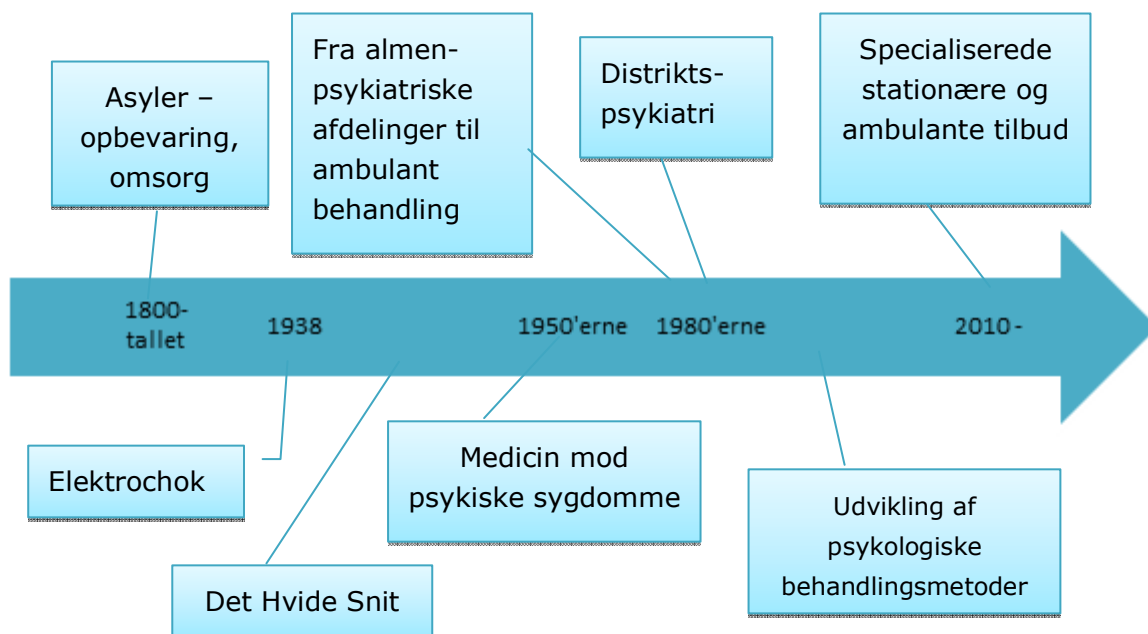 Asyler –
opbevaring,
omsorg
Fra almen-
psykiatriske
afdelinger til
ambulant
behandling
Distrikts-
psykiatri
Specialiserede
stationære og
ambulante tilbud
1800-
tallet
1938
1950'erne
1980'erne
2010-
Elektrochok
Det Hvide Snit
Medicin mod
psykiske sygdomme
Udvikling af
psykologiske
behandlingsmetoder